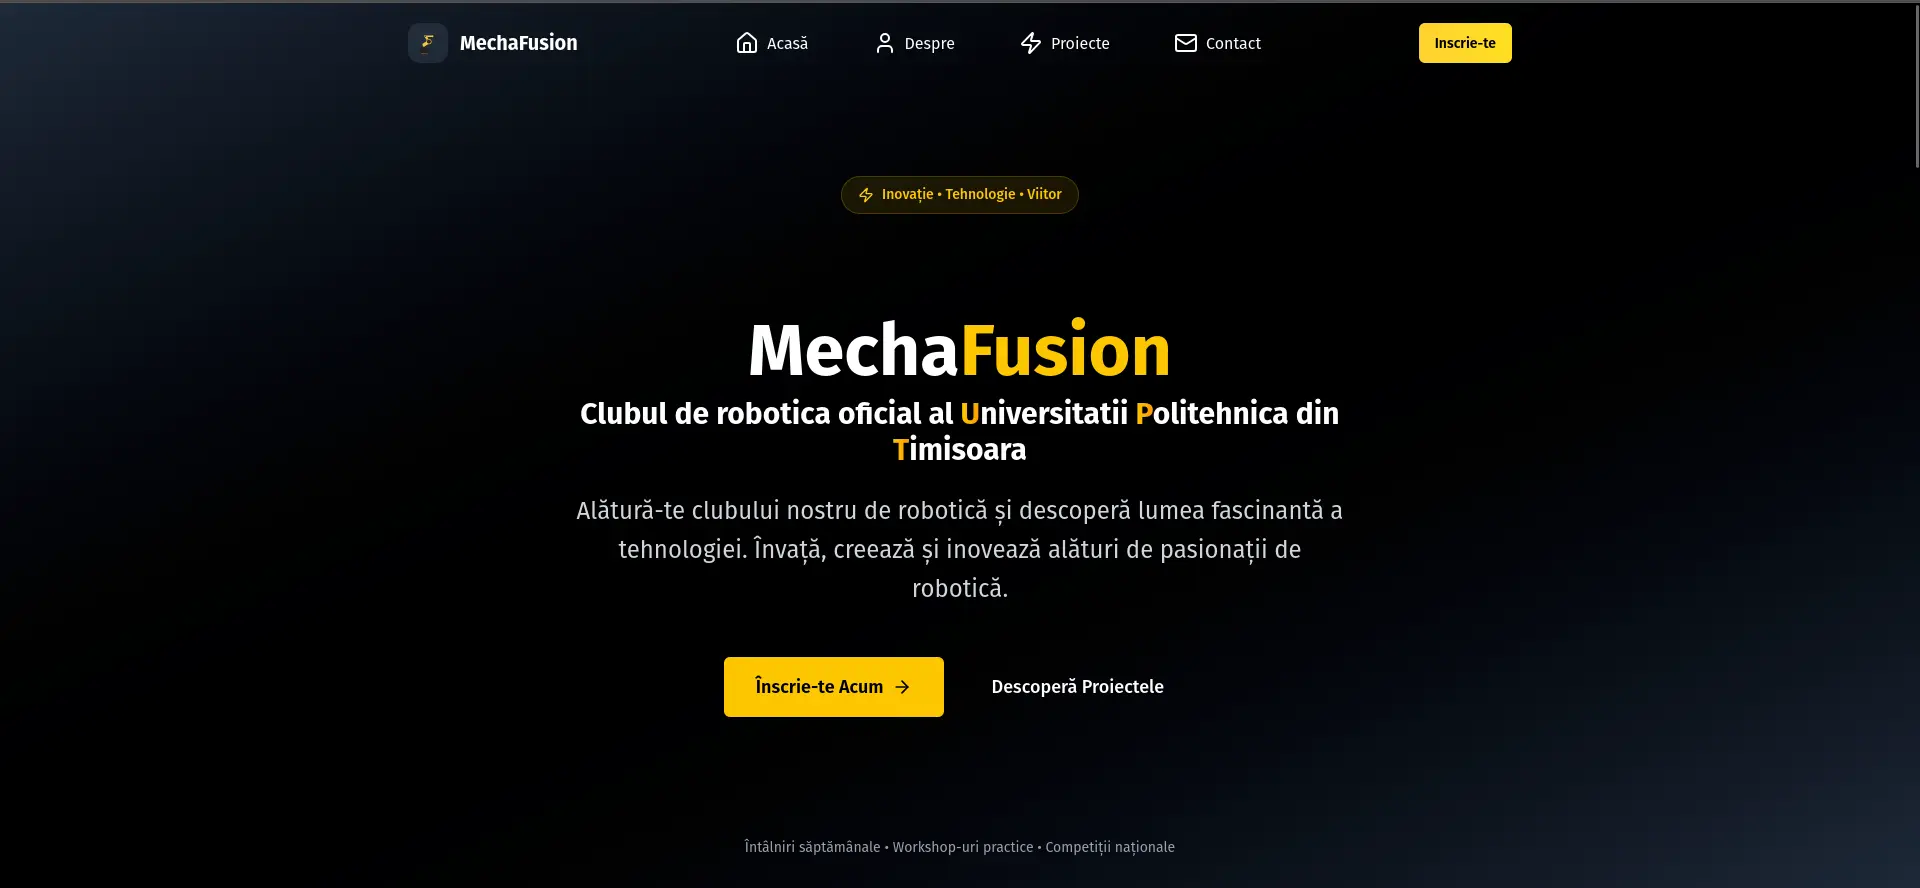 MechaFusion
Acasă
Despre
Proiecte
Contact
Inscrie-te
Inovație • Tehnologie • Viitor
MechaFusion
Clubul de robotica oficial al Universitatii Politehnica din
Timisoara
Alătură-te clubului nostru de robotică și descoperă lumea fascinantă a
tehnologiei. Învață, creează și inovează alături de pasionații de
robotică.
Înscrie-te Acum
Descoperă Proiectele
Întâlniri săptămânale • Workshop-uri practice • Competiții naționale